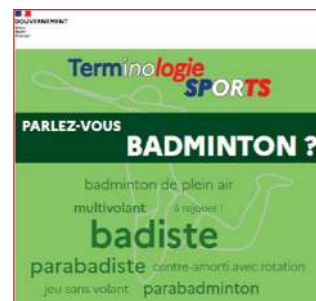 GOUVERNEMENT
Terminologie
SPORTS
PARLEZ-VOUS
BADMINTON ?
badminton de plein air
multivolant à rejouer !
badiste
parabadiste contre-amorti avec rotation
jeu sans volant parabadminton